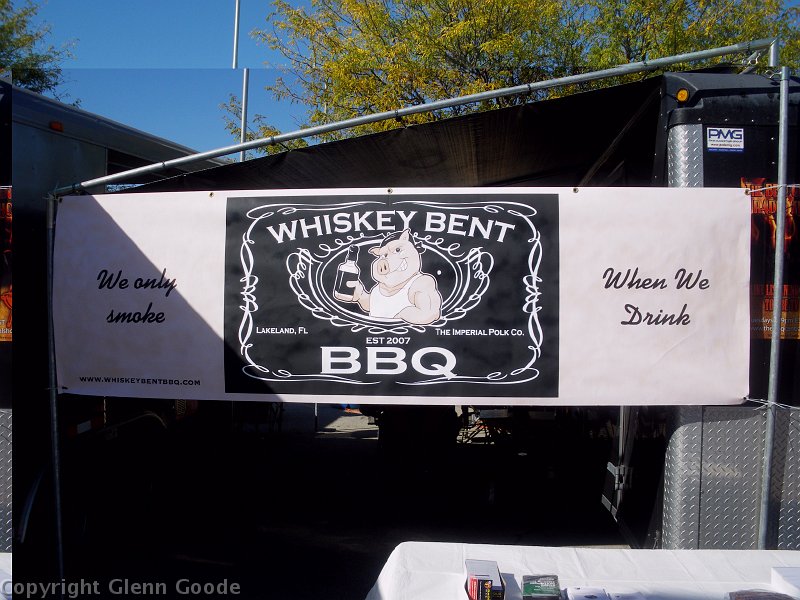 PMG
WHISKEY BENT
We only
smoke
When We
Drink
LAKELAND, FL
THE IMPERIAL POLK CO.
EST 2007
BBQ
WWW.WHISKEYBENTBBQ.COM
Copyright Glenn Goode